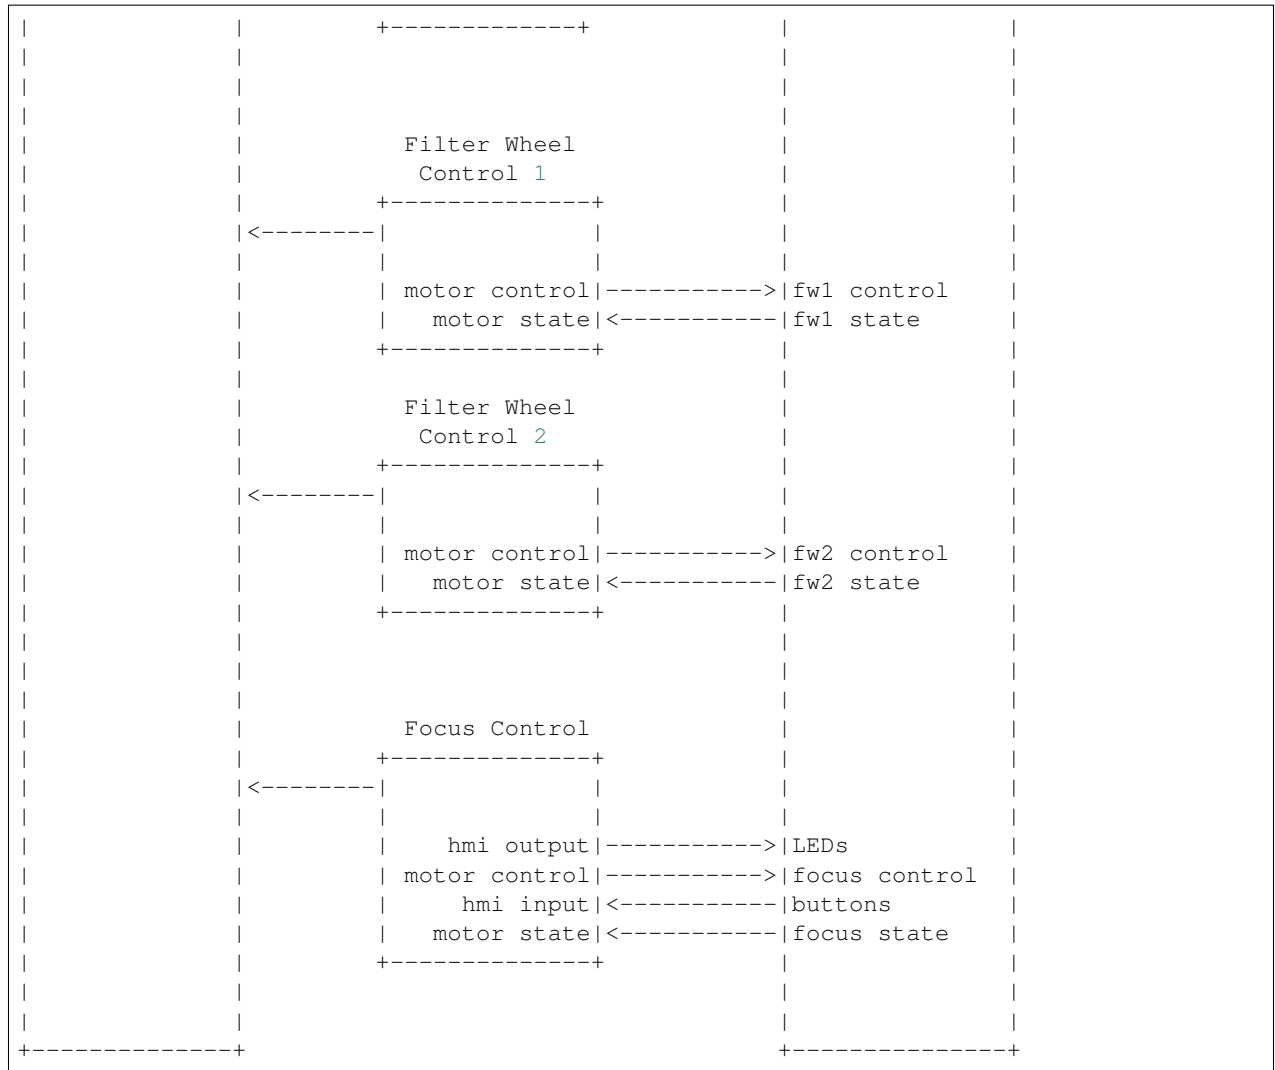 |              |         +-------------+             |               |
|              |                                     |               |
|              |                                     |               |
|              |                                     |               |
|              |          Filter Wheel               |               |
|              |           Control 1                 |               |
|              |         +--------------+            |               |
|              |<--------|              |            |               |
|              |         |              |            |               |
|              |         | motor control|----------->|fw1 control    |
|              |         |   motor state|<-----------|fw1 state      |
|              |         +--------------+            |               |
|              |                                     |               |
|              |          Filter Wheel               |               |
|              |           Control 2                 |               |
|              |         +--------------+            |               |
|              |<--------|              |            |               |
|              |         |              |            |               |
|              |         | motor control|----------->|fw2 control    |
|              |         |   motor state|<-----------|fw2 state      |
|              |         +--------------+            |               |
|              |                                     |               |
|              |                                     |               |
|              |                                     |               |
|              |          Focus Control              |               |
|              |         +--------------+            |               |
|              |<--------|              |            |               |
|              |         |              |            |               |
|              |         |    hmi output|----------->|LEDs           |
|              |         | motor control|----------->|focus control  |
|              |         |     hmi input|<-----------|buttons        |
|              |         |   motor state|<-----------|focus state    |
|              |         +--------------+            |               |
|              |                                     |               |
|              |                                     |               |
+--------------+                                     +---------------+